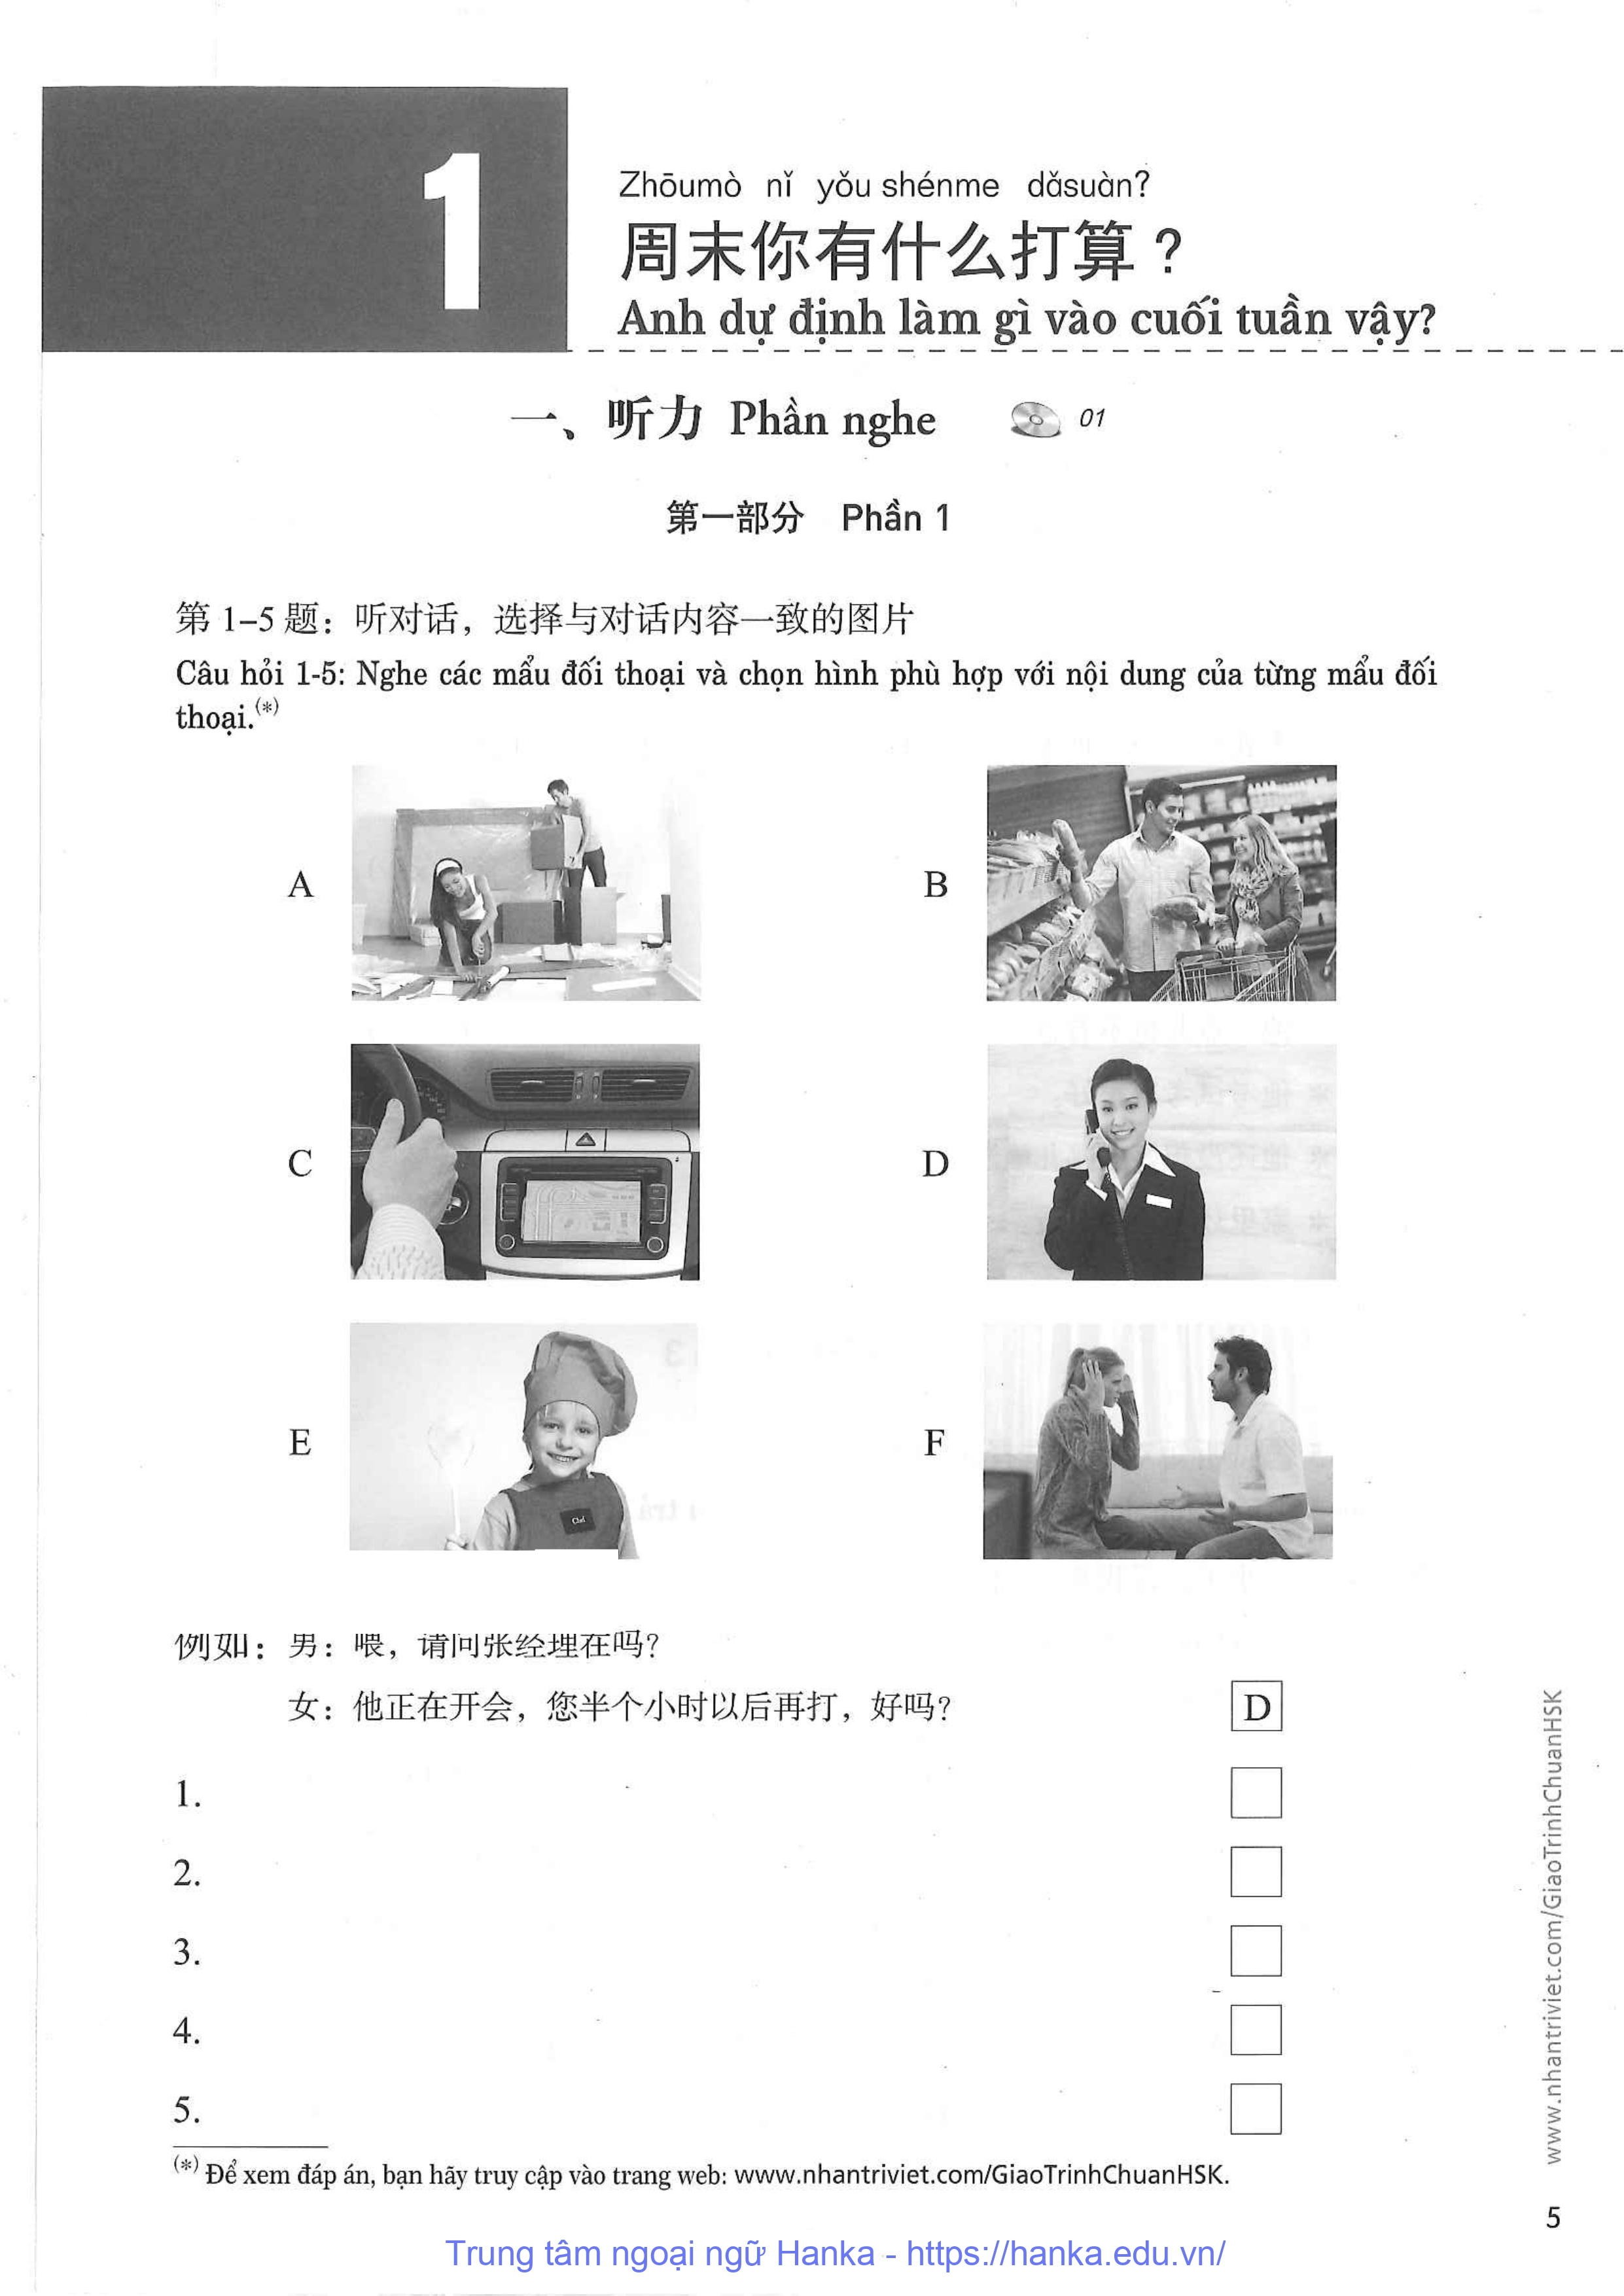 1
Zhōumò nǐ yǒu shénme dǎsuàn?
周末你有什么打算？
Anh dự định làm gì vào cuối tuần vậy?
一、听力 Phần nghe 01
第一部分 Phần 1
第 1–5 题：听对话，选择与对话内容一致的图片
Câu hỏi 1-5: Nghe các mẩu đối thoại và chọn hình phù hợp với nội dung của từng mẩu đối
thoại.(*)
A
B
C
D
E
Chef
F
例如：男：喂，请问张经理在吗？
女：他正在开会，您半个小时以后再打，好吗？ D
1.
2.
3.
4.
5.
(*) Để xem đáp án, bạn hãy truy cập vào trang web: www.nhantriviet.com/GiaoTrinhChuanHSK.
www.nhantriviet.com/GiaoTrinhChuanHSK
5
Trung tâm ngoại ngữ Hanka - https://hanka.edu.vn/